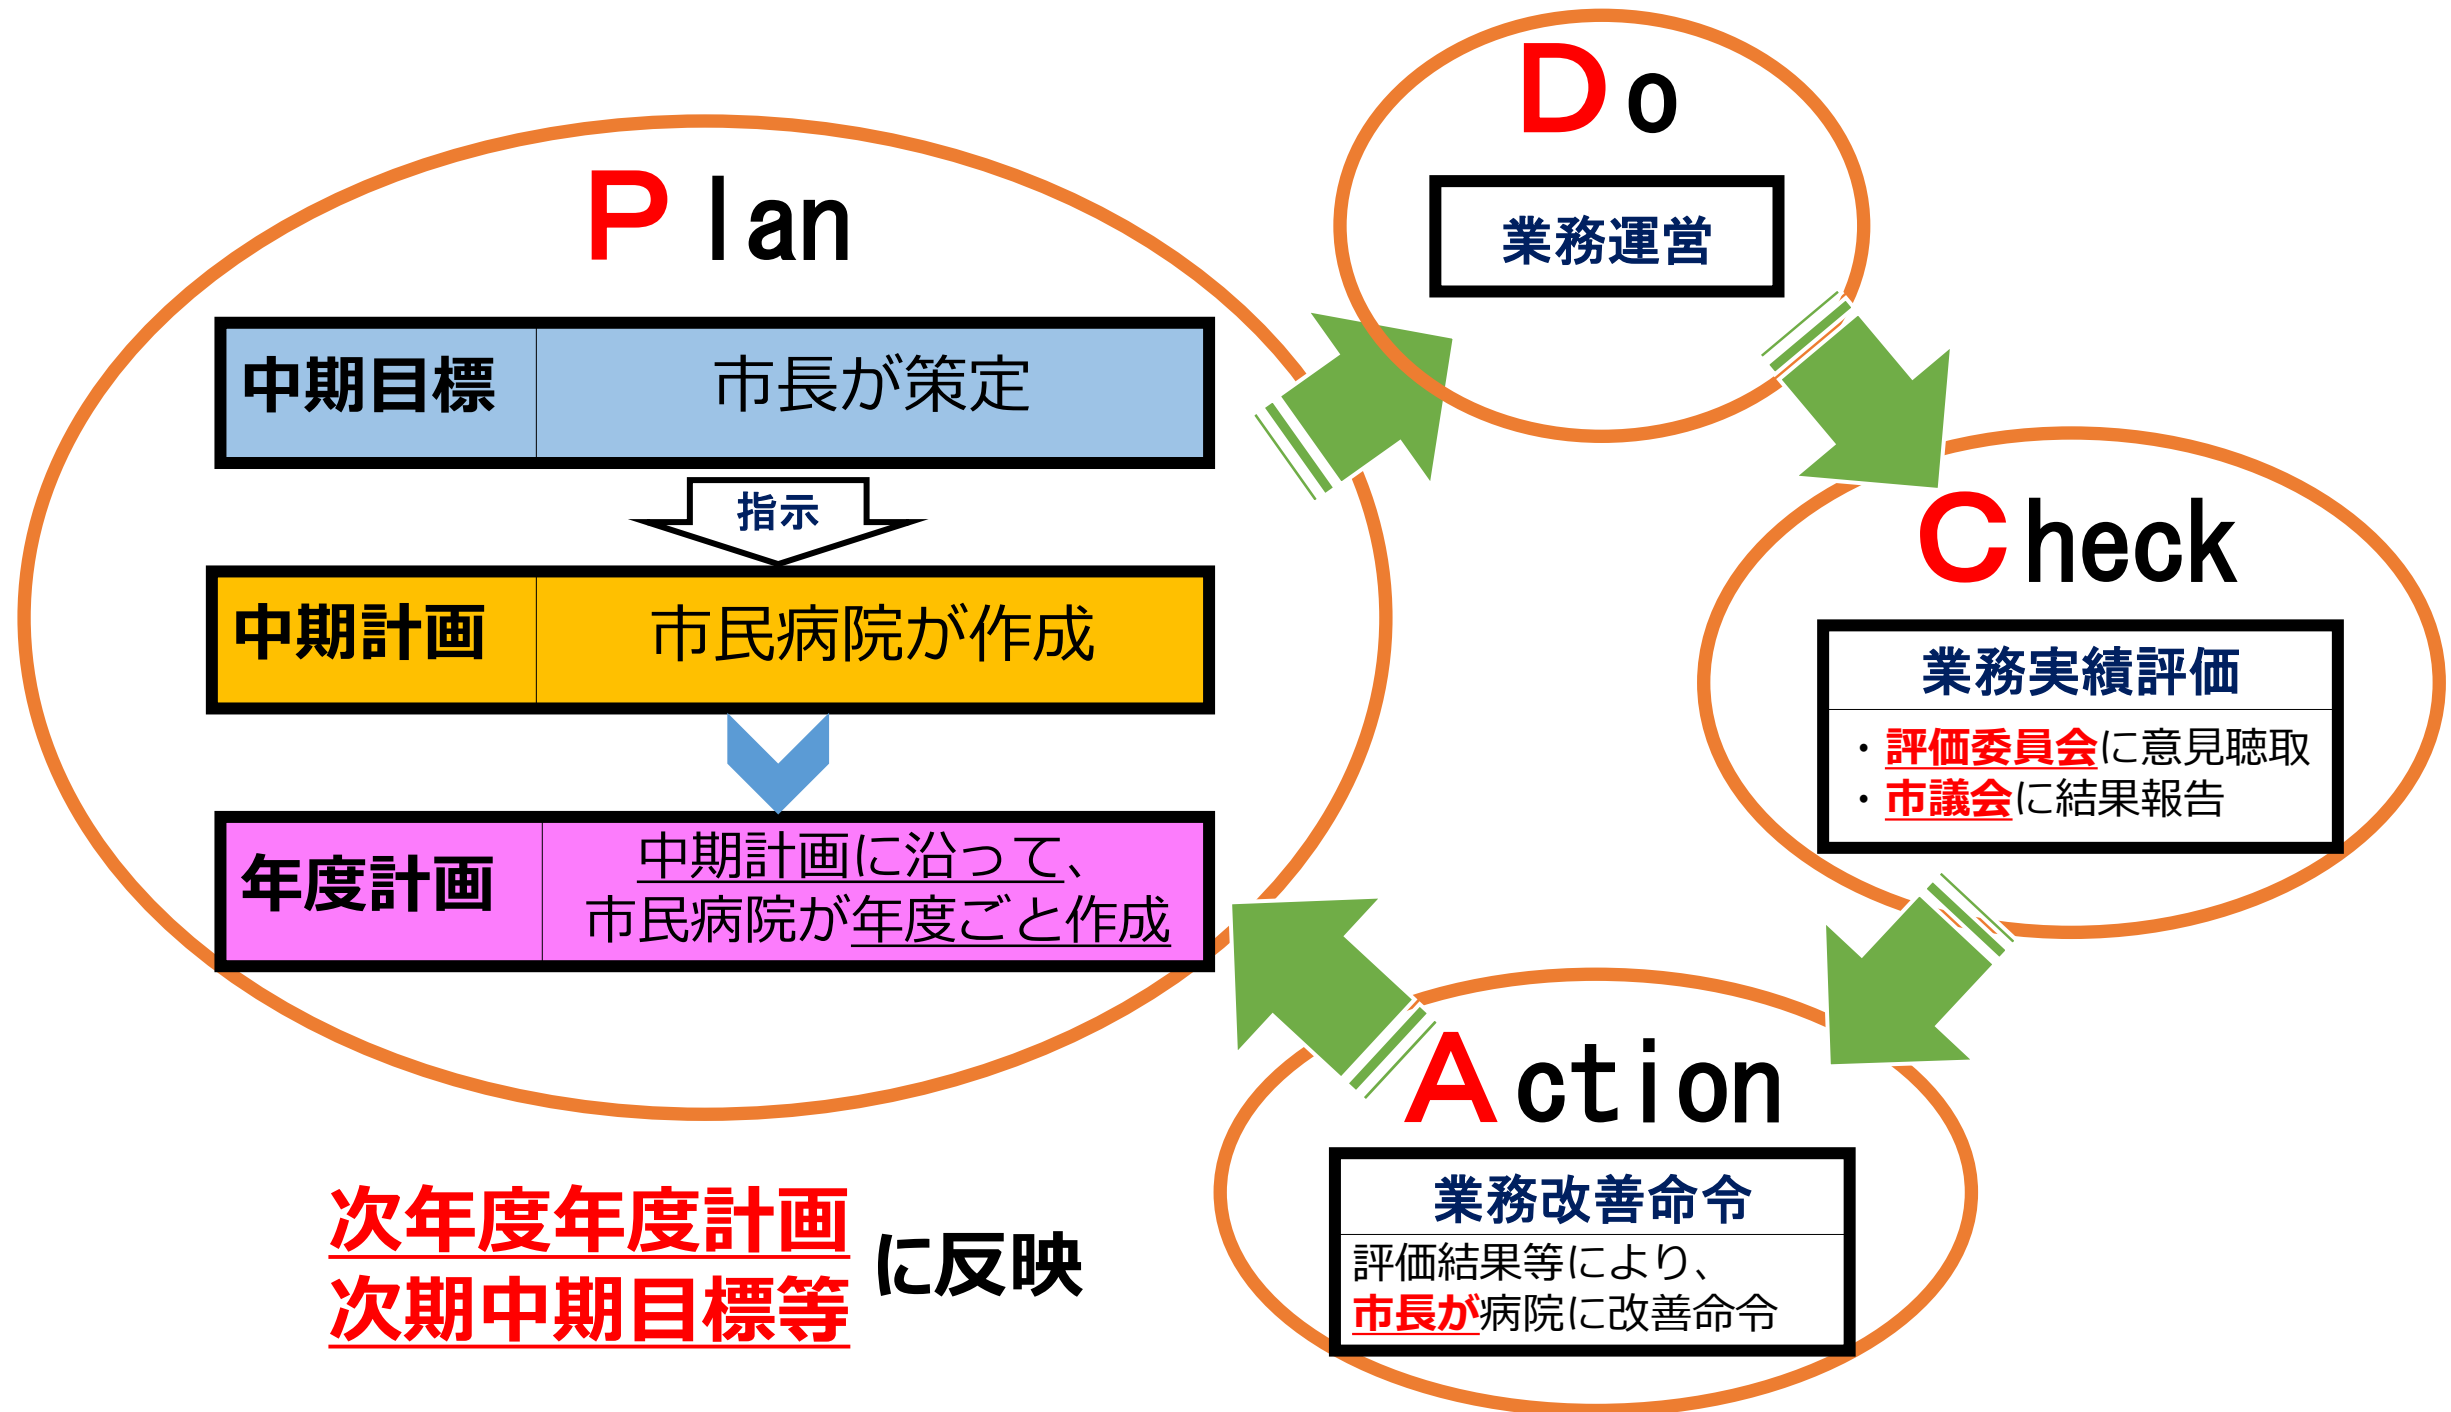 Plan
中期目標 市長が策定
指示
中期計画 市民病院が作成
年度計画 中期計画に沿って、
市民病院が年度ごと作成
Do
業務運営
Check
業務実績評価
・評価委員会に意見聴取
・市議会に結果報告
Action
業務改善命令
評価結果等により、
市長が病院に改善命令
次年度年度計画
次期中期目標等
に反映